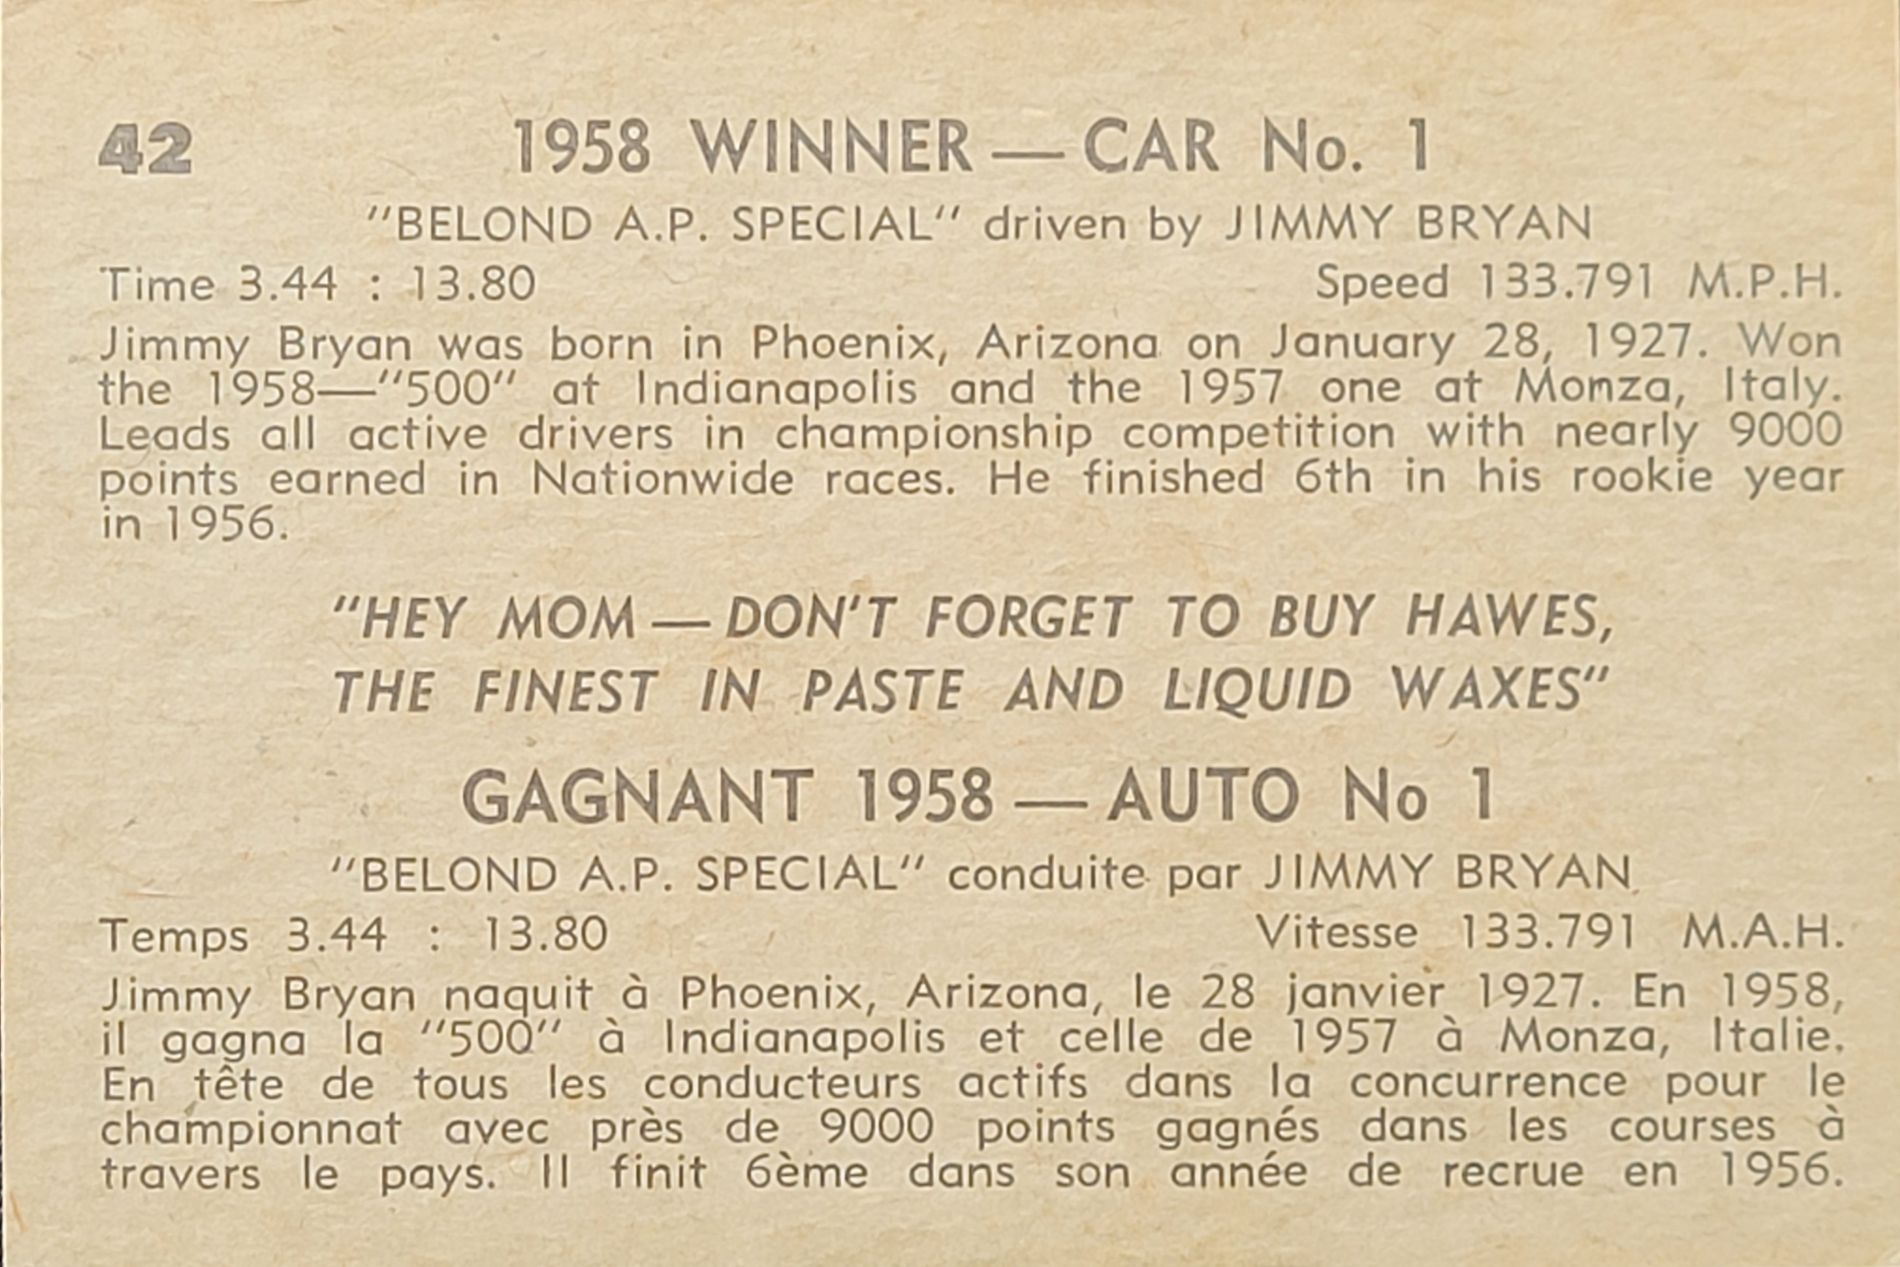 42 1958 WINNER — CAR No. 1
"BELOND A.P. SPECIAL" driven by JIMMY BRYAN
Time 3.44 : 13.80 Speed 133.791 M.P.H.
Jimmy Bryan was born in Phoenix, Arizona on January 28, 1927. Won
the 1958—"500" at Indianapolis and the 1957 one at Monza, Italy.
Leads all active drivers in championship competition with nearly 9000
points earned in Nationwide races. He finished 6th in his rookie year
in 1956.
"HEY MOM — DON'T FORGET TO BUY HAWES,
THE FINEST IN PASTE AND LIQUID WAXES"
GAGNANT 1958 — AUTO No 1
"BELOND A.P. SPECIAL" conduite par JIMMY BRYAN
Temps 3.44 : 13.80 Vitesse 133.791 M.A.H.
Jimmy Bryan naquit à Phoenix, Arizona, le 28 janvier 1927. En 1958,
il gagna la "500" à Indianapolis et celle de 1957 à Monza, Italie.
En tête de tous les conducteurs actifs dans la concurrence pour le
championnat avec près de 9000 points gagnés dans les courses à
travers le pays. Il finit 6ème dans son année de recrue en 1956.